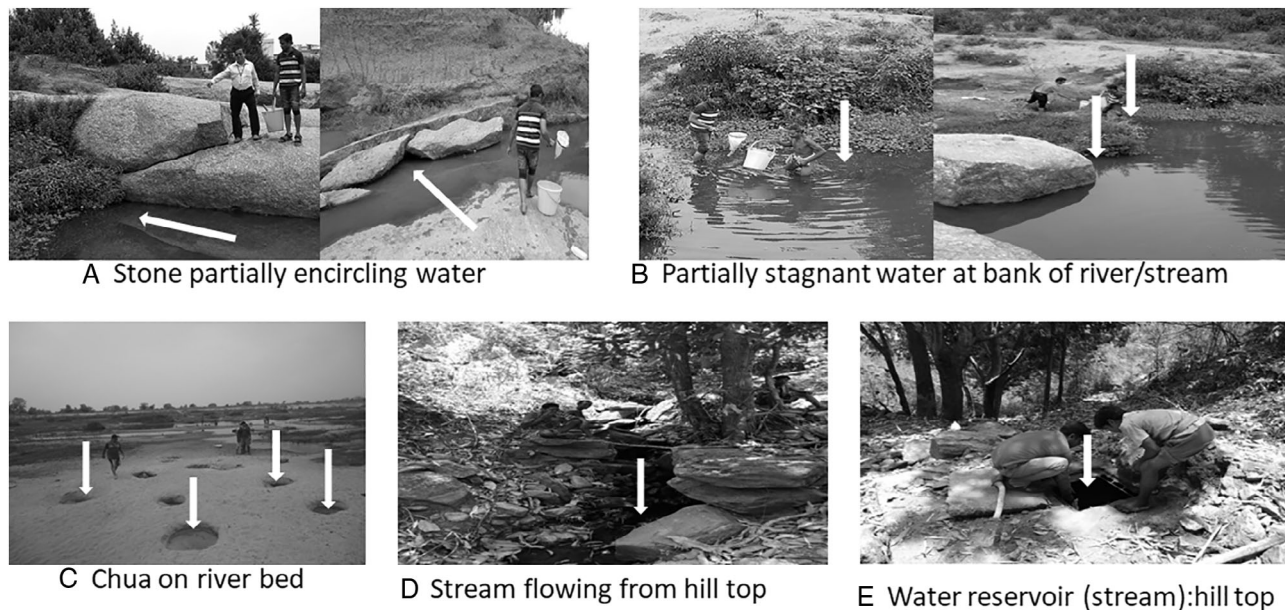 A Stone partially encircling water
B Partially stagnant water at bank of river/stream
C Chua on river bed
D Stream flowing from hill top
E Water reservoir (stream):hill top